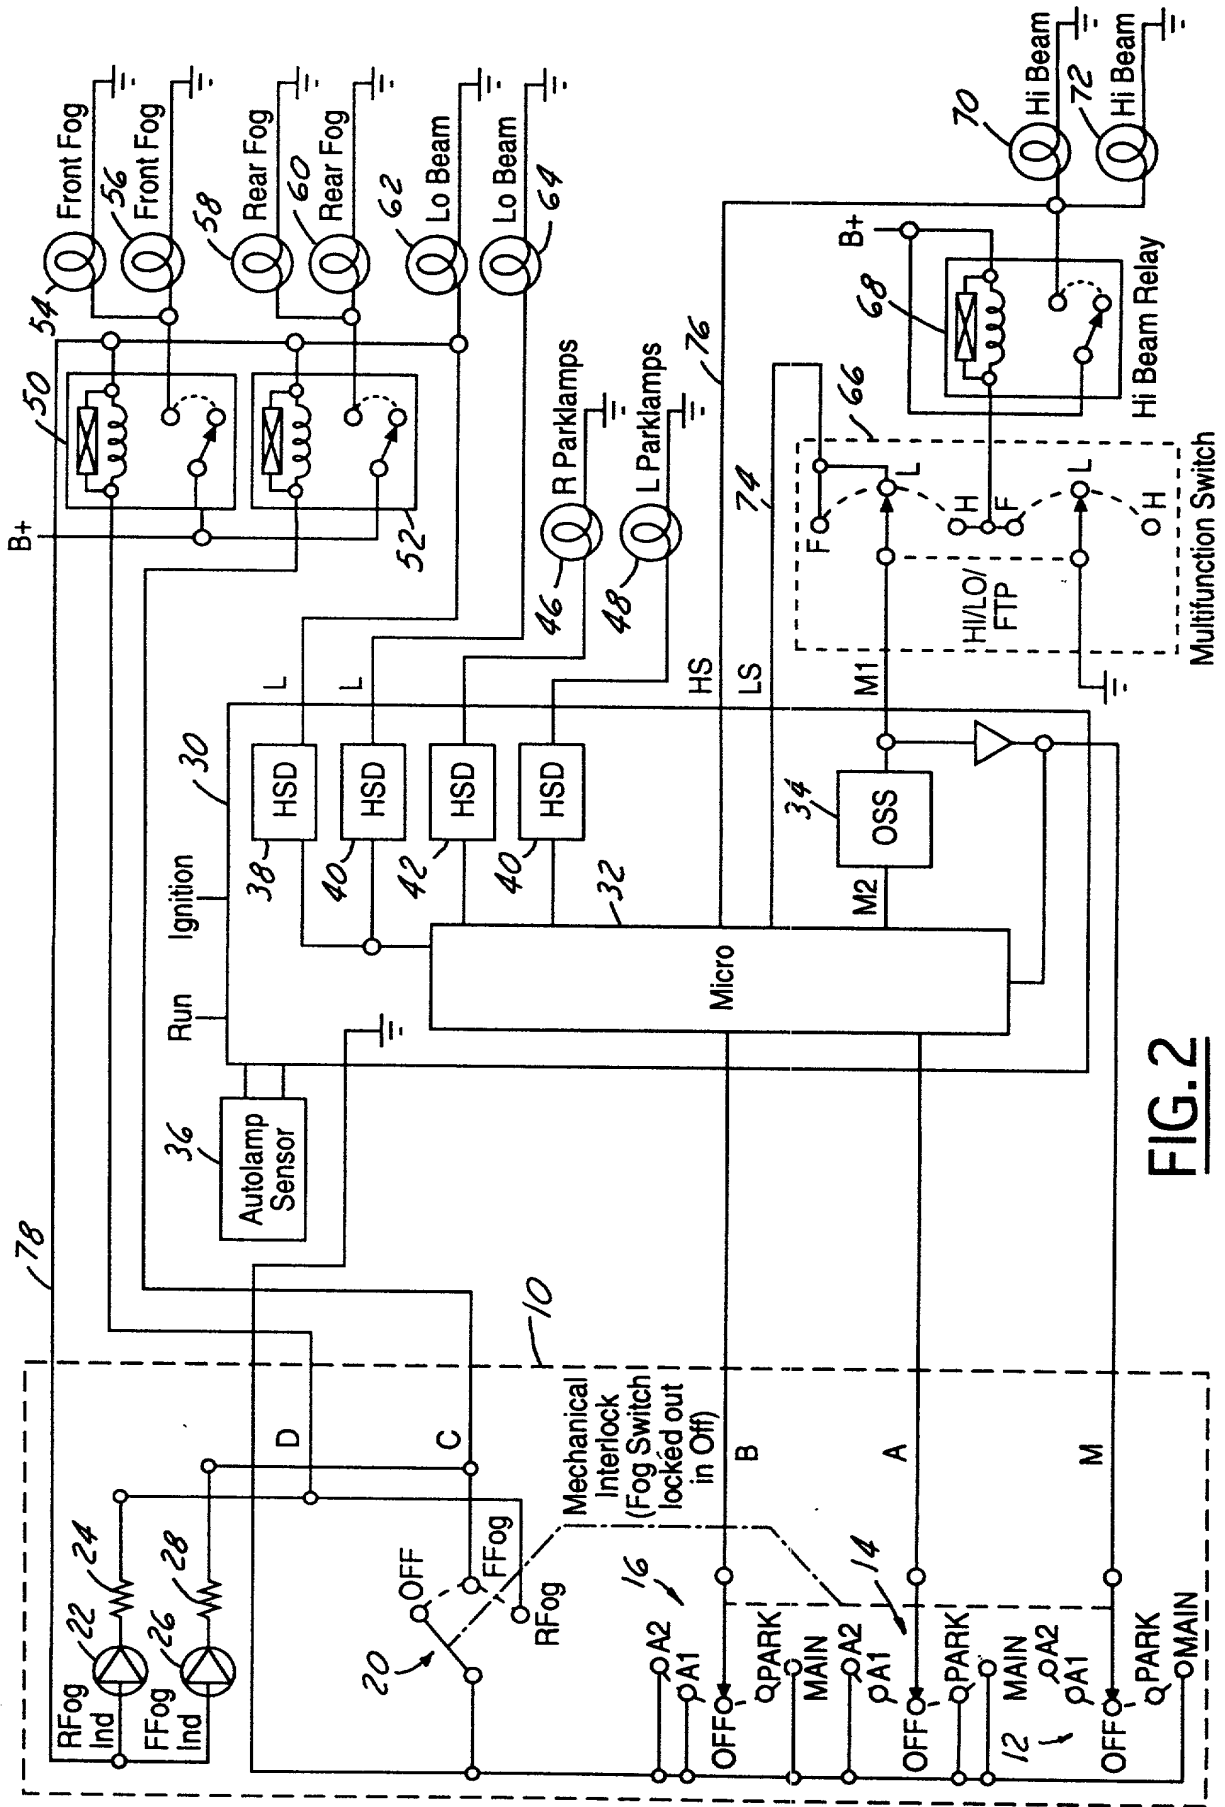 78
B+
50
54
Front Fog
56
Front Fog
58
Rear Fog
60
Rear Fog
62
Lo Beam
Lo Beam
64
52
Run
Ignition
30
36
Autolamp
Sensor
38
HSD
L
40
HSD
L
42
HSD
40
HSD
46
R Parklamps
48
L Parklamps
32
Micro
HS
76
LS
74
34
OSS
M2
M1
66
F
L
H
F
L
H
HI/LO/
FTP
Multifunction Switch
B+
68
Hi Beam Relay
70
Hi Beam
72
Hi Beam
10
RFog
Ind
22
24
FFog
Ind
26
28
D
C
20
OFF
FFog
RFog
Mechanical
Interlock
(Fog Switch
locked out
in Off)
16
A2
A1
OFF
PARK
MAIN
B
14
A2
A1
OFF
PARK
MAIN
A
12
A2
A1
OFF
PARK
MAIN
M
FIG. 2